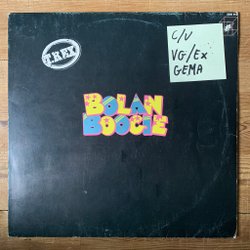 T.REX
C/V
VG/Ex
GEMA
BOLAN
BOOGIE